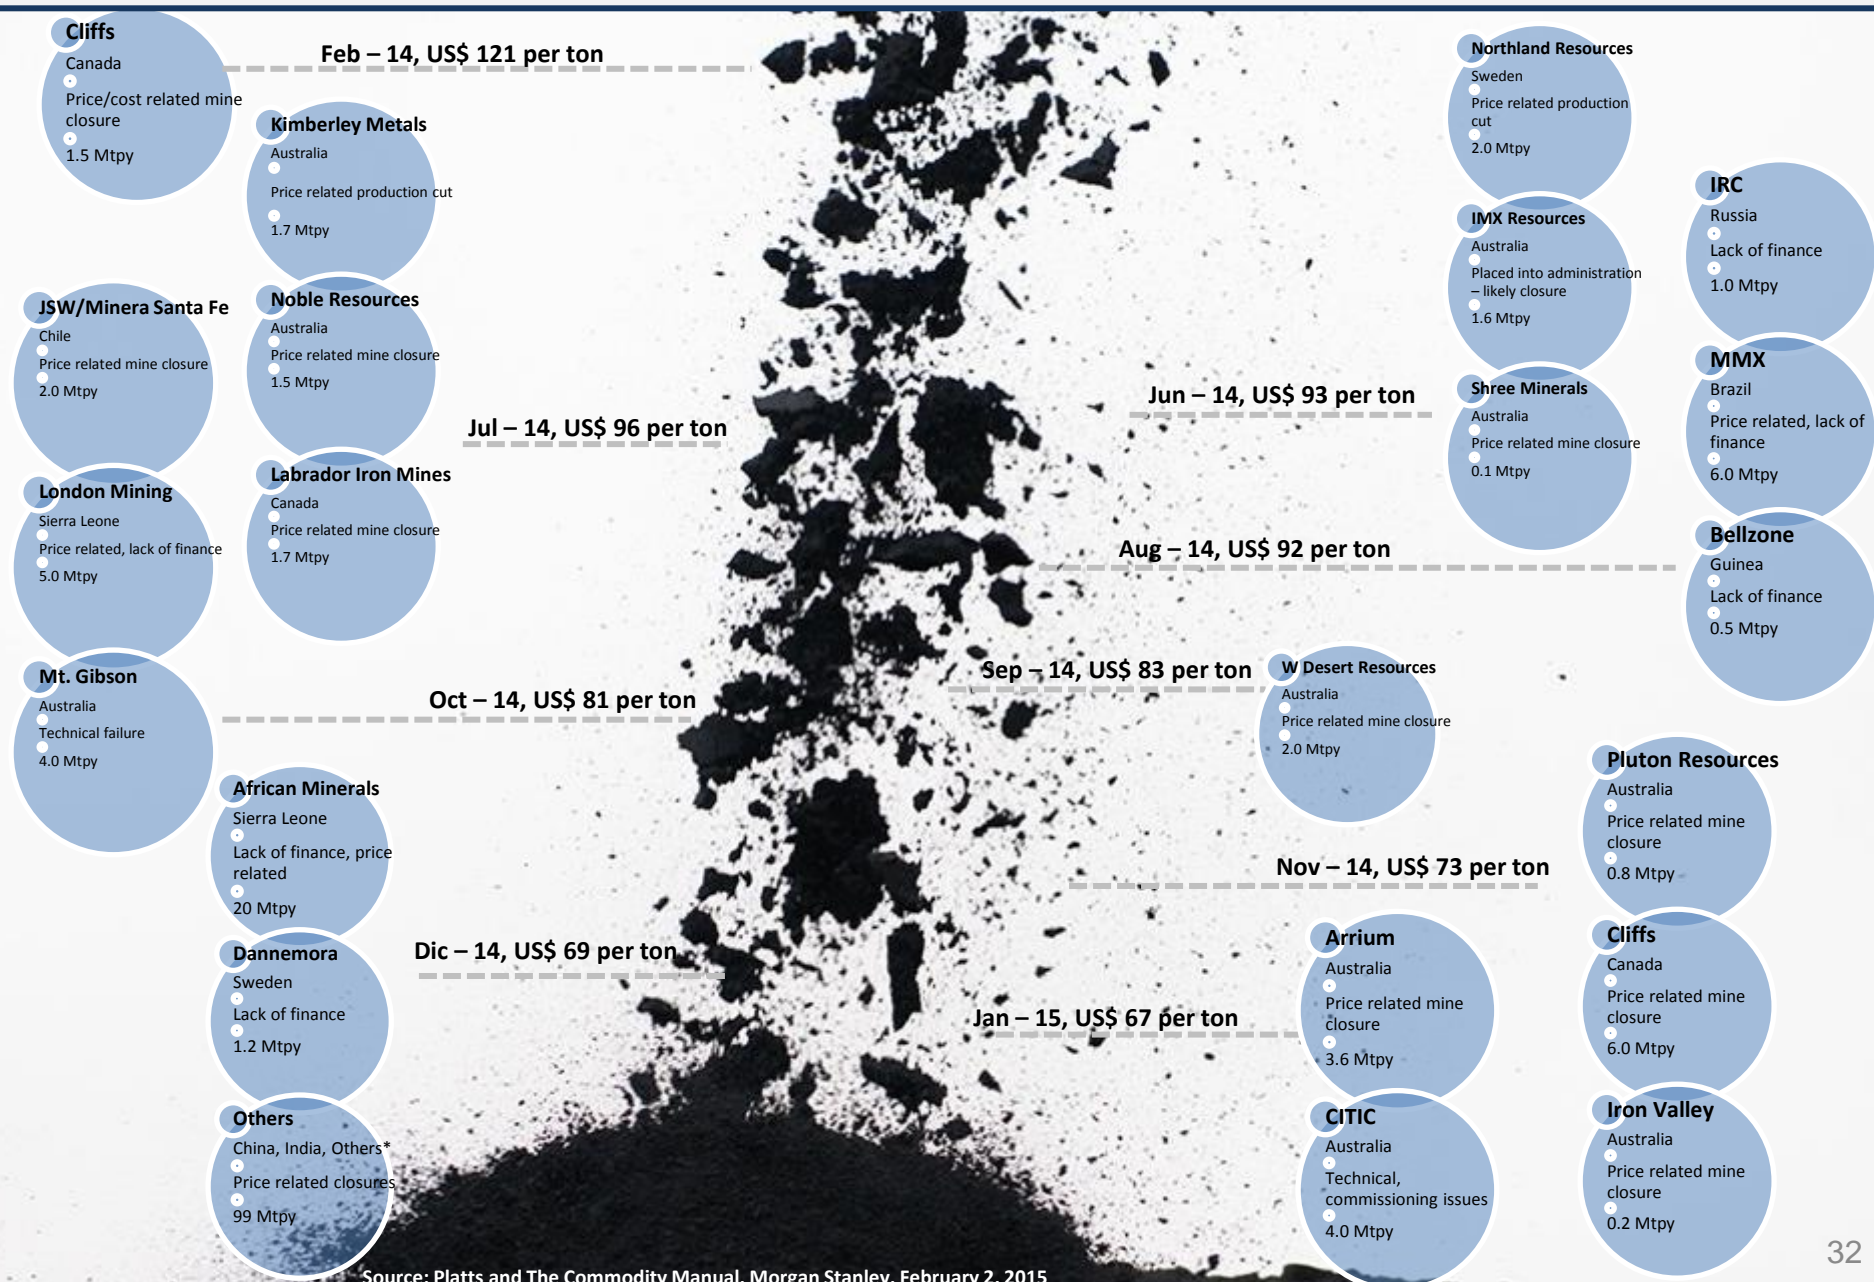 Cliffs
Canada
Price/cost related mine
closure
1.5 Mtpy
Feb – 14, US$ 121 per ton
Kimberley Metals
Australia
Price related production cut
1.7 Mtpy
Noble Resources
Australia
Price related mine closure
1.5 Mtpy
Labrador Iron Mines
Canada
Price related mine closure
1.7 Mtpy
JSW/Minera Santa Fe
Chile
Price related mine closure
2.0 Mtpy
London Mining
Sierra Leone
Price related, lack of finance
5.0 Mtpy
Mt. Gibson
Australia
Technical failure
4.0 Mtpy
Jul – 14, US$ 96 per ton
Oct – 14, US$ 81 per ton
African Minerals
Sierra Leone
Lack of finance, price
related
20 Mtpy
Dannemora
Sweden
Lack of finance
1.2 Mtpy
Others
China, India, Others*
Price related closures
99 Mtpy
Dic – 14, US$ 69 per ton
Northland Resources
Sweden
Price related production
cut
2.0 Mtpy
IMX Resources
Australia
Placed into administration
– likely closure
1.6 Mtpy
Shree Minerals
Australia
Price related mine closure
0.1 Mtpy
Jun – 14, US$ 93 per ton
IRC
Russia
Lack of finance
1.0 Mtpy
MMX
Brazil
Price related, lack of
finance
6.0 Mtpy
Bellzone
Guinea
Lack of finance
0.5 Mtpy
Aug – 14, US$ 92 per ton
Sep – 14, US$ 83 per ton
W Desert Resources
Australia
Price related mine closure
2.0 Mtpy
Nov – 14, US$ 73 per ton
Pluton Resources
Australia
Price related mine
closure
0.8 Mtpy
Cliffs
Canada
Price related mine
closure
6.0 Mtpy
Iron Valley
Australia
Price related mine
closure
0.2 Mtpy
Jan – 15, US$ 67 per ton
Arrium
Australia
Price related mine
closure
3.6 Mtpy
CITIC
Australia
Technical,
commissioning issues
4.0 Mtpy
Source: Platts and The Commodity Manual, Morgan Stanley, February 2, 2015
32